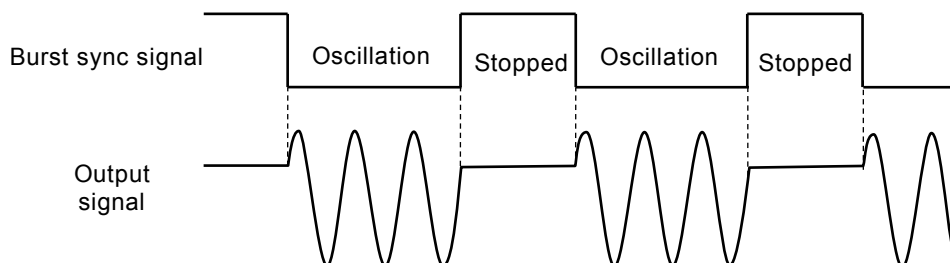 Burst sync signal
Oscillation
Stopped
Oscillation
Stopped
Output
signal